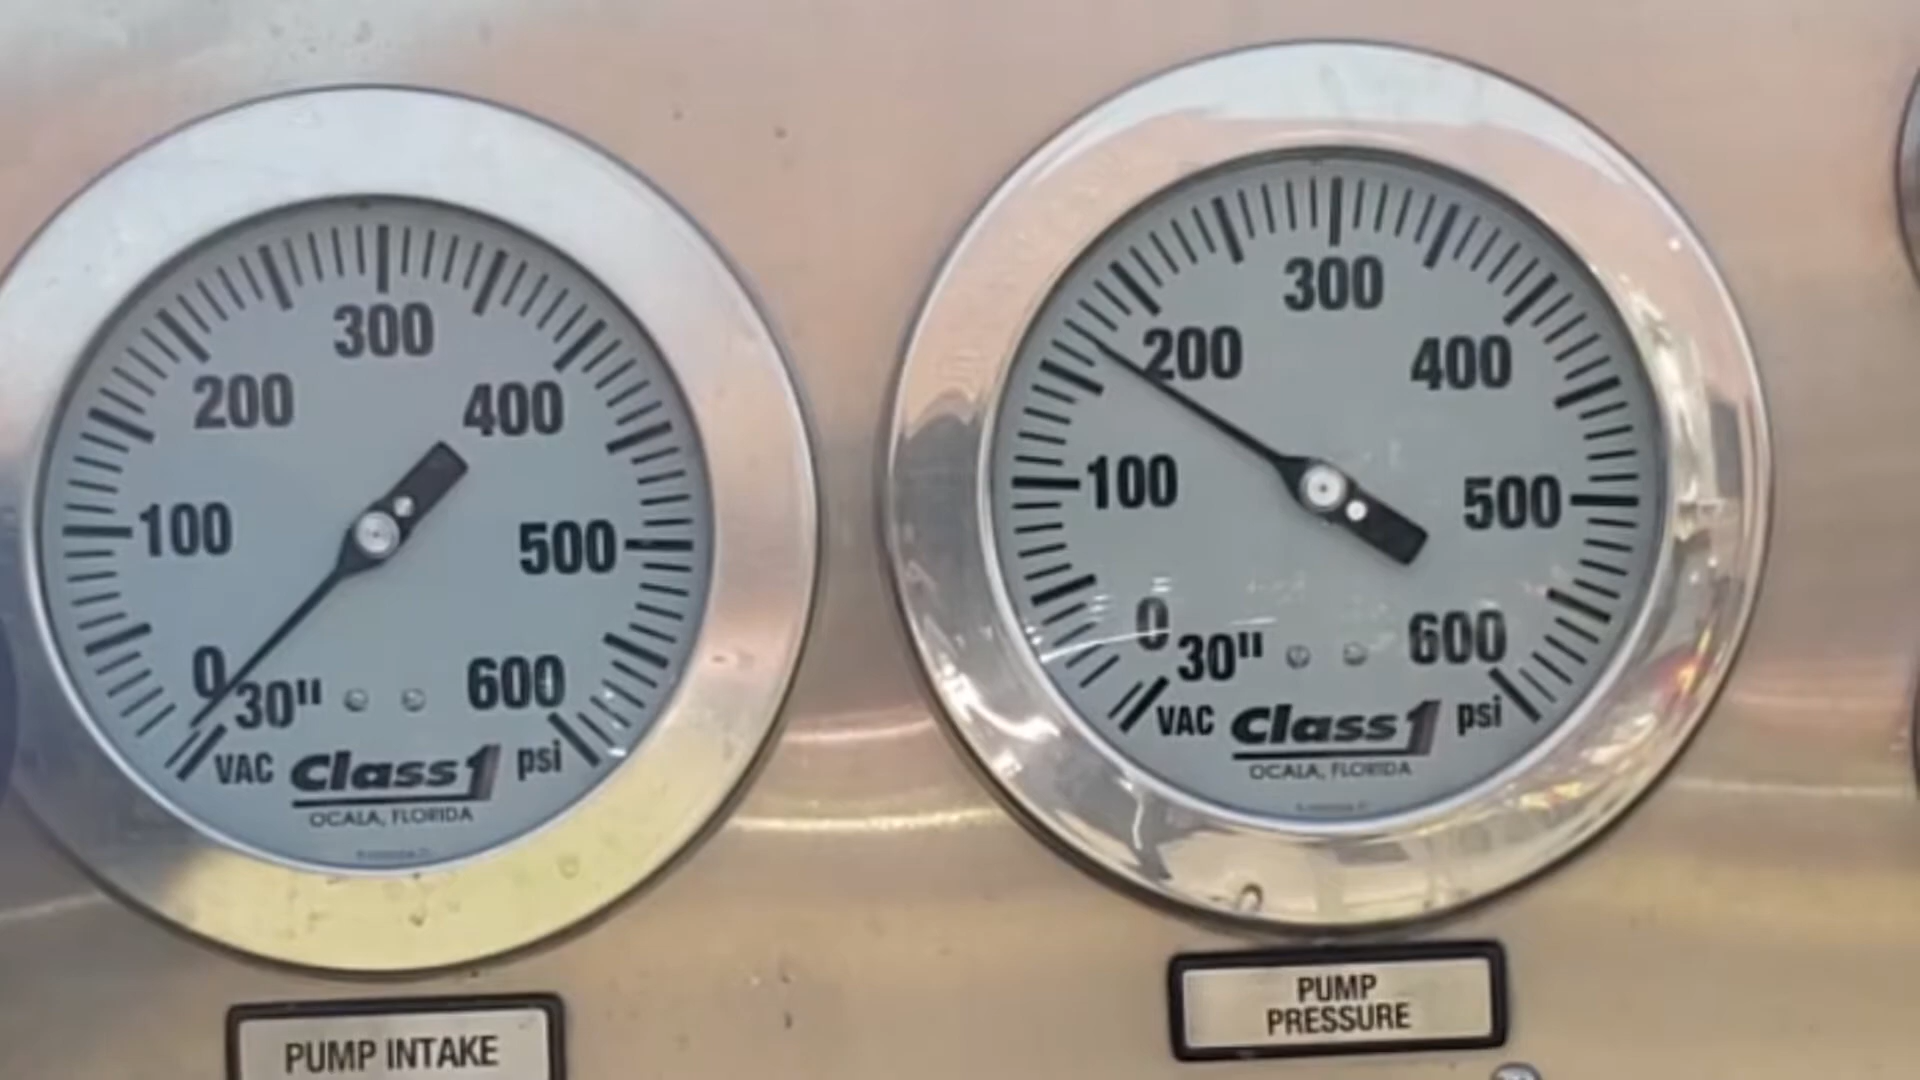 300
200
400
100
500
0
30"
600
VAC
Class1
psi
OCALA, FLORIDA
PUMP INTAKE
300
200
400
100
500
0
30"
600
VAC
Class1
psi
OCALA, FLORIDA
PUMP
PRESSURE